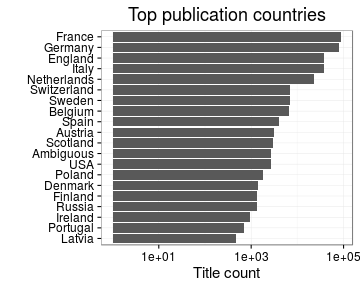 Top publication countries
France
Germany
England
Italy
Netherlands
Switzerland
Sweden
Belgium
Spain
Austria
Scotland
Ambiguous
USA
Poland
Denmark
Finland
Russia
Ireland
Portugal
Latvia
1e+01 1e+03 1e+05
Title count